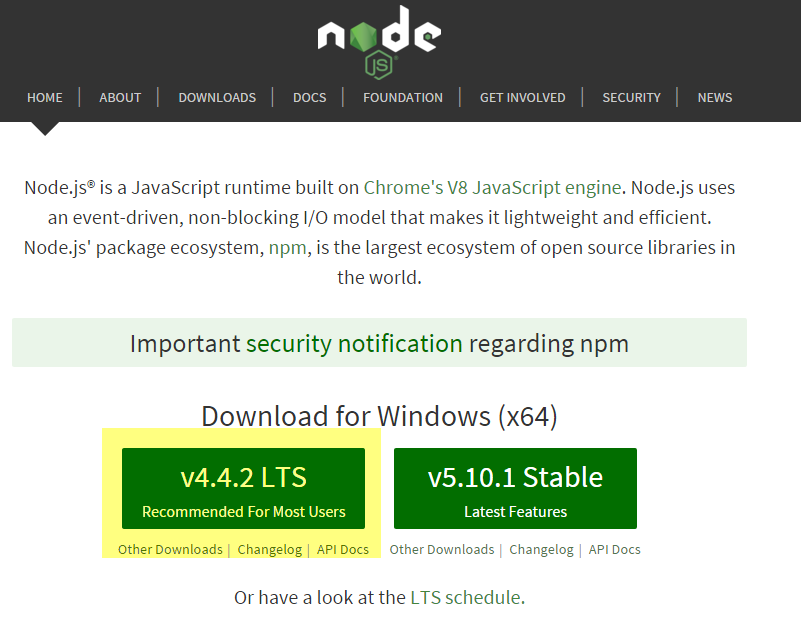 node
JS
HOME | ABOUT | DOWNLOADS | DOCS | FOUNDATION | GET INVOLVED | SECURITY | NEWS
Node.js® is a JavaScript runtime built on Chrome's V8 JavaScript engine. Node.js uses
an event-driven, non-blocking I/O model that makes it lightweight and efficient.
Node.js' package ecosystem, npm, is the largest ecosystem of open source libraries in
the world.
Important security notification regarding npm
Download for Windows (x64)
v4.4.2 LTS
Recommended For Most Users
Other Downloads | Changelog | API Docs
v5.10.1 Stable
Latest Features
Other Downloads | Changelog | API Docs
Or have a look at the LTS schedule.